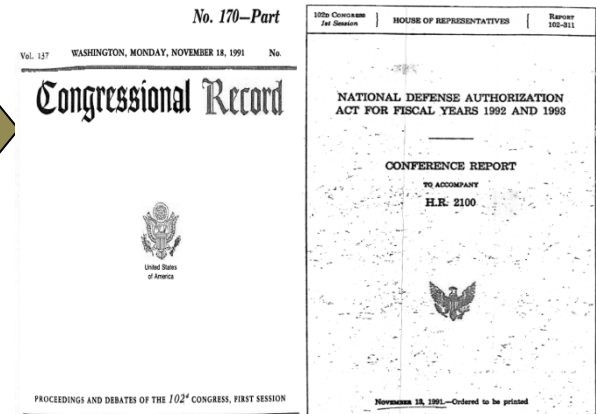 No. 170—Part
Vol. 137 WASHINGTON, MONDAY, NOVEMBER 18, 1991 No.
Congressional Record
United States
of America
PROCEEDINGS AND DEBATES OF THE 102d CONGRESS, FIRST SESSION
102D CONGRESS
1st Session
HOUSE OF REPRESENTATIVES
REPORT
102-311
NATIONAL DEFENSE AUTHORIZATION
ACT FOR FISCAL YEARS 1992 AND 1993
CONFERENCE REPORT
TO ACCOMPANY
H.R. 2100
NOVEMBER 13, 1991.—Ordered to be printed